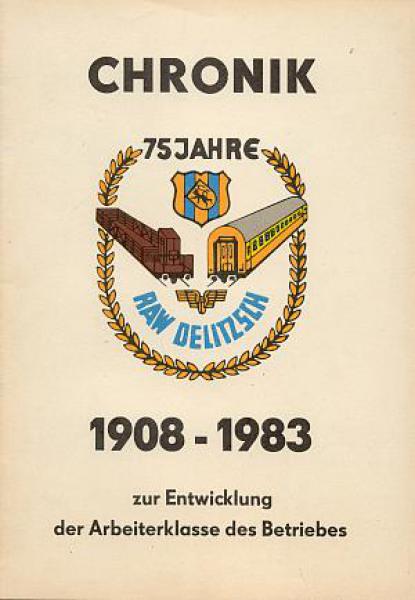 CHRONIK
75 JAHRE
RAW DELITZSCH
1908 - 1983
zur Entwicklung
der Arbeiterklasse des Betriebes